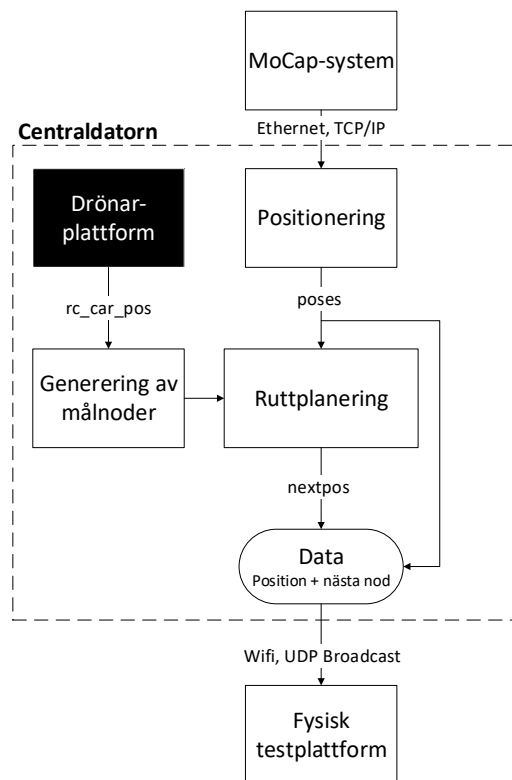 MoCap-system
Ethernet, TCP/IP
Centraldatorn
Drönar-
plattform
Positionering
rc_car_pos
poses
Generering av
målnoder
Ruttplanering
nextpos
Data
Position + nästa nod
Wifi, UDP Broadcast
Fysisk
testplattform